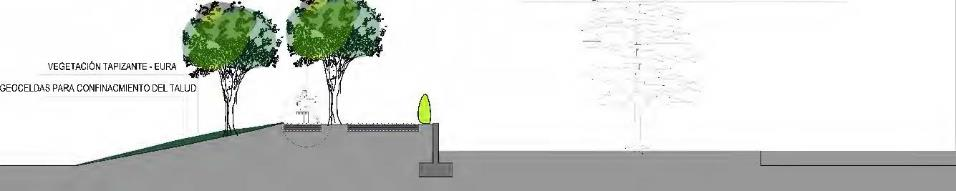 VEGETACIÓN TAPIZANTE - EURA
GEOCELDAS PARA CONFINACMIENTO DEL TALUD